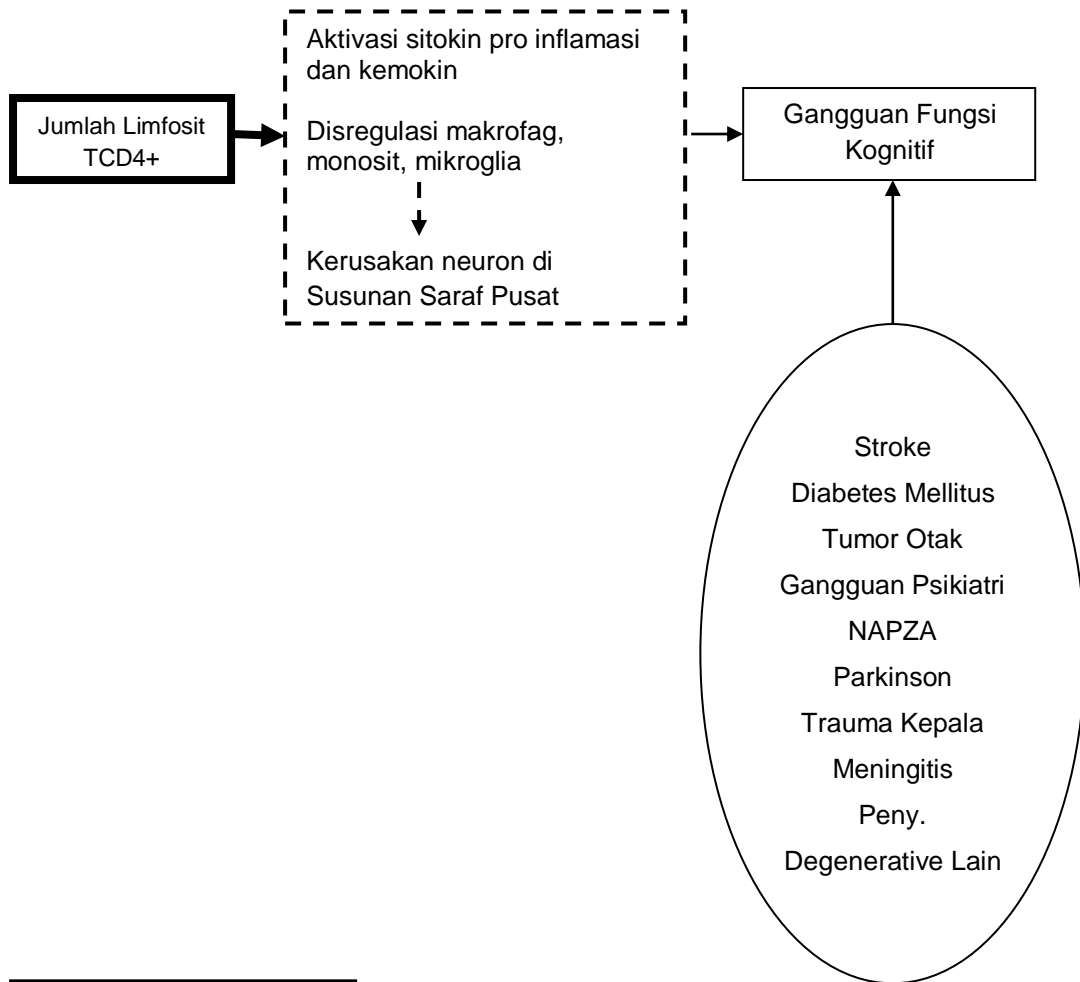 Jumlah Limfosit
TCD4+
Aktivasi sitokin pro inflamasi
dan kemokin
Disregulasi makrofag,
monosit, mikroglia
Kerusakan neuron di
Susunan Saraf Pusat
Gangguan Fungsi
Kognitif
Stroke
Diabetes Mellitus
Tumor Otak
Gangguan Psikiatri
NAPZA
Parkinson
Trauma Kepala
Meningitis
Peny.
Degenerative Lain